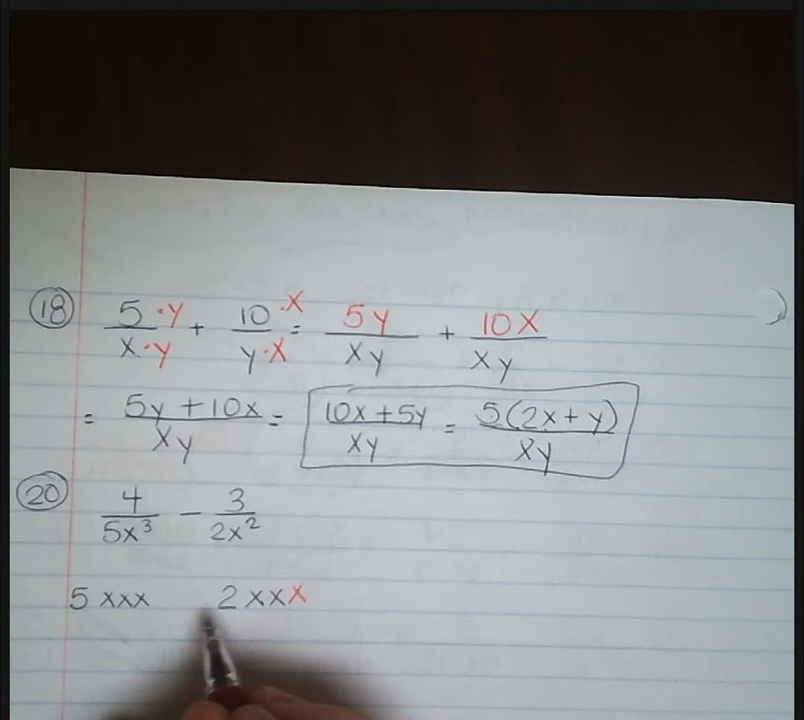 (18) 5·y/x·y + 10·x/y·x = 5y/xy + 10x/xy
= 5y + 10x/xy = 10x + 5y/xy = 5(2x + y)/xy
(20) 4/5x³ − 3/2x²
5 xxx 2 xxx